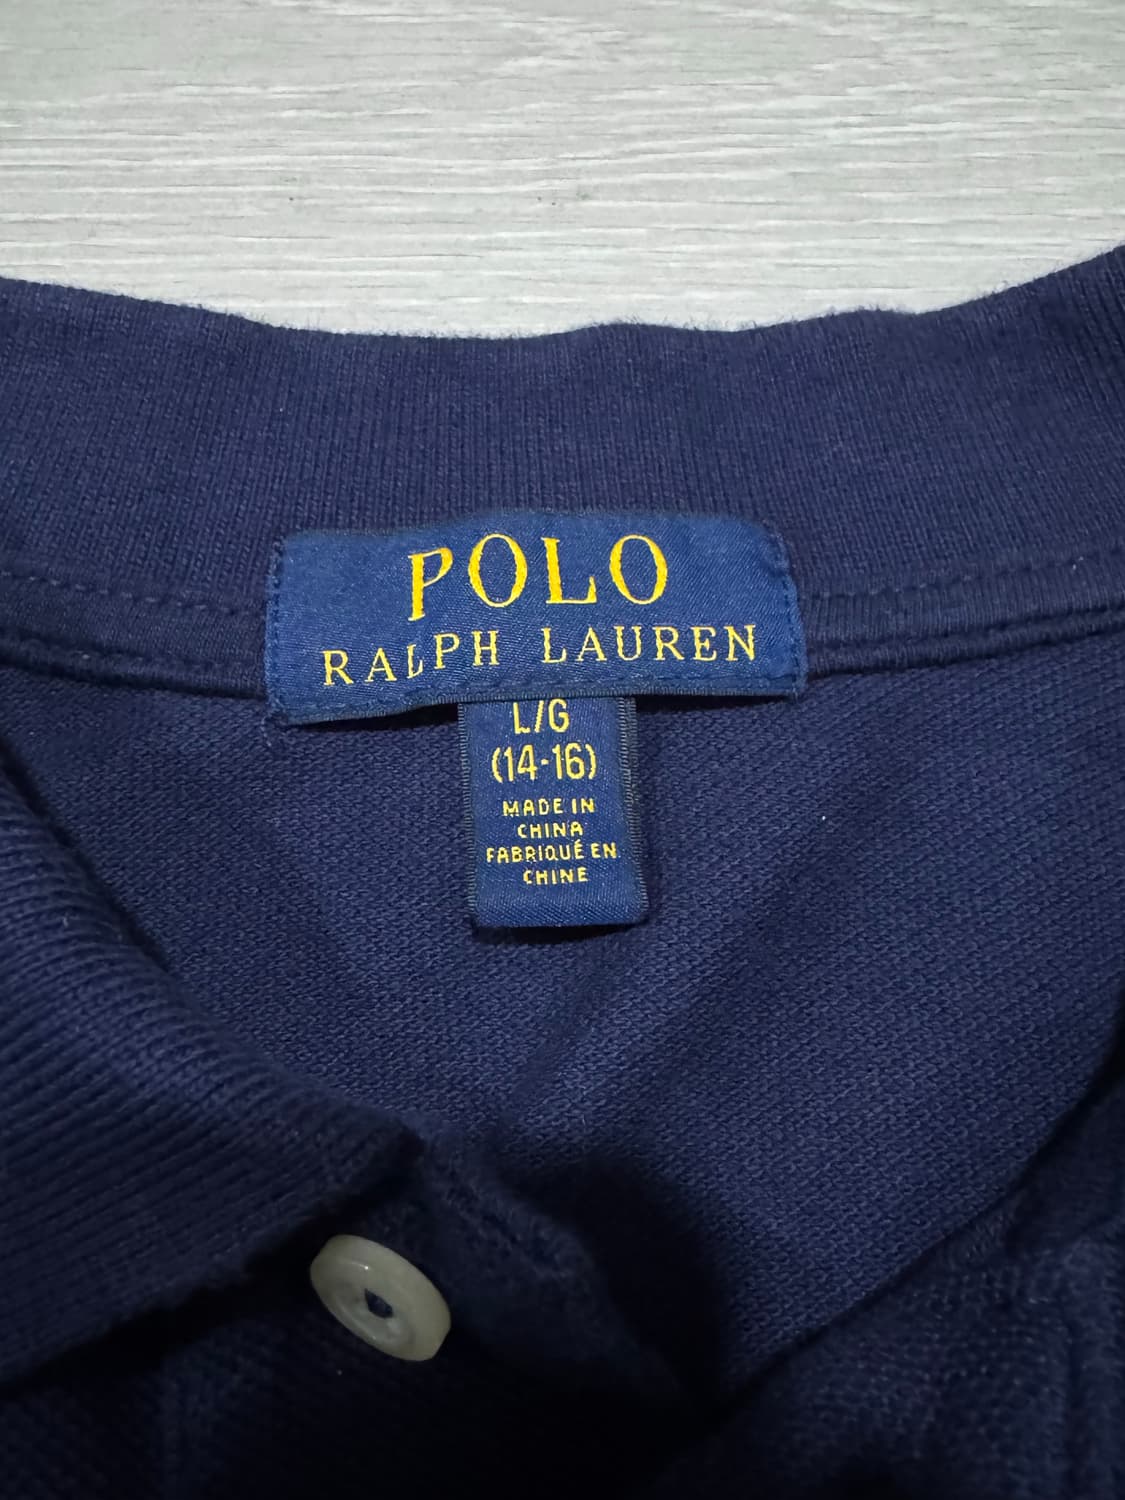 POLO
RALPH LAUREN
L/G
(14-16)
MADE IN
CHINA
FABRIQUÉ EN
CHINE